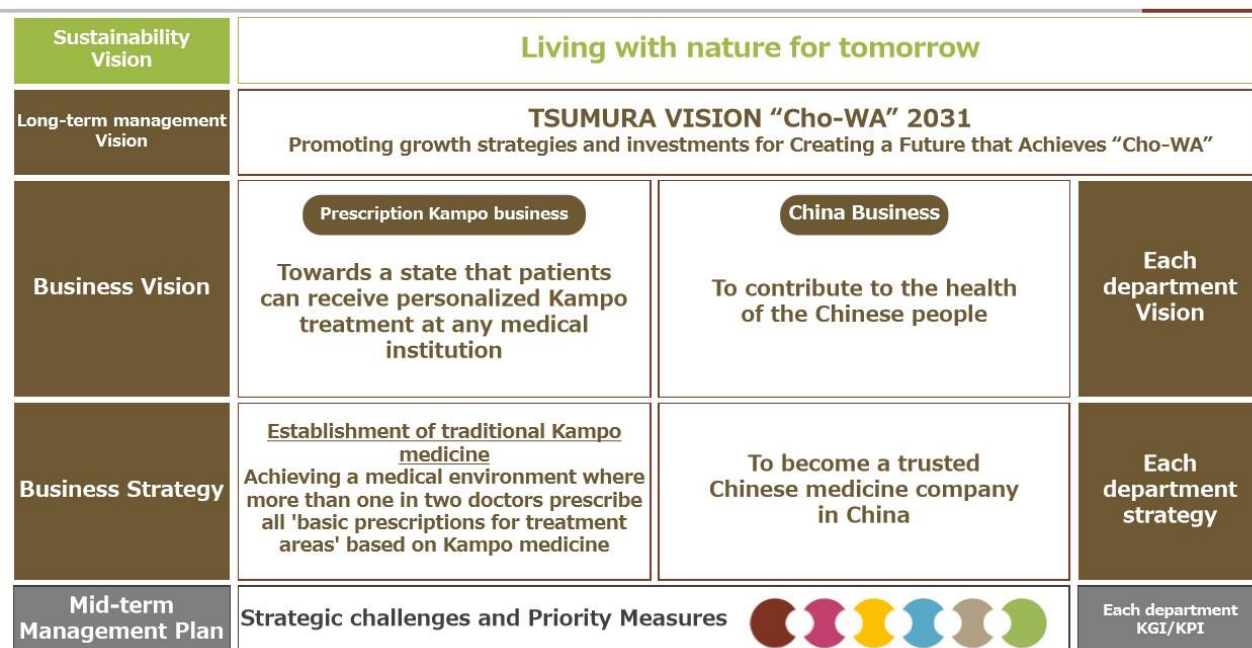 Sustainability
Vision
Living with nature for tomorrow
Long-term management
Vision
TSUMURA VISION “Cho-WA” 2031
Promoting growth strategies and investments for Creating a Future that Achieves “Cho-WA”
Business Vision
Prescription Kampo business
Towards a state that patients
can receive personalized Kampo
treatment at any medical
institution
China Business
To contribute to the health
of the Chinese people
Each
department
Vision
Business Strategy
Establishment of traditional Kampo
medicine
Achieving a medical environment where
more than one in two doctors prescribe
all 'basic prescriptions for treatment
areas' based on Kampo medicine
To become a trusted
Chinese medicine company
in China
Each
department
strategy
Mid-term
Management Plan
Strategic challenges and Priority Measures
Each department
KGI/KPI